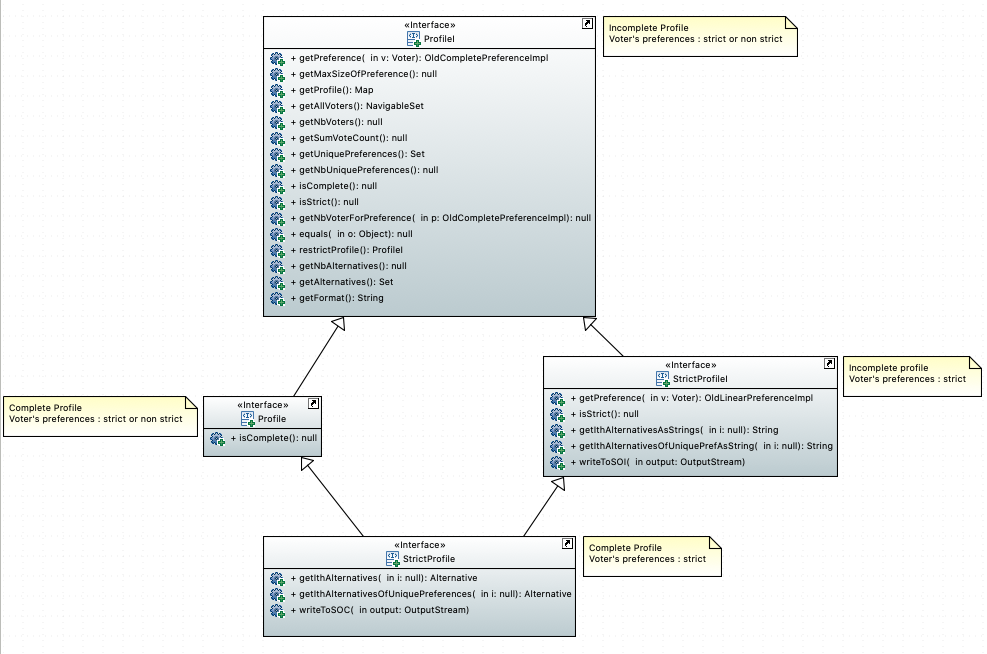 «Interface»
ProfileI
+ getPreference(  in v: Voter): OldCompletePreferenceImpl
+ getMaxSizeOfPreference(): null
+ getProfile(): Map
+ getAllVoters(): NavigableSet
+ getNbVoters(): null
+ getSumVoteCount(): null
+ getUniquePreferences(): Set
+ getNbUniquePreferences(): null
+ isComplete(): null
+ isStrict(): null
+ getNbVoterForPreference(  in p: OldCompletePreferenceImpl): null
+ equals(  in o: Object): null
+ restrictProfile(): ProfileI
+ getNbAlternatives(): null
+ getAlternatives(): Set
+ getFormat(): String
Incomplete Profile
Voter's preferences : strict or non strict
«Interface»
StrictProfileI
+ getPreference(  in v: Voter): OldLinearPreferenceImpl
+ isStrict(): null
+ getIthAlternativesAsStrings(  in i: null): String
+ getIthAlternativesOfUniquePrefAsString(  in i: null): String
+ writeToSOI(  in output: OutputStream)
Incomplete profile
Voter's preferences : strict
Complete Profile
Voter's preferences : strict or non strict
«Interface»
Profile
+ isComplete(): null
«Interface»
StrictProfile
+ getIthAlternatives(  in i: null): Alternative
+ getIthAlternativesOfUniquePreferences(  in i: null): Alternative
+ writeToSOC(  in output: OutputStream)
Complete Profile
Voter's preferences : strict